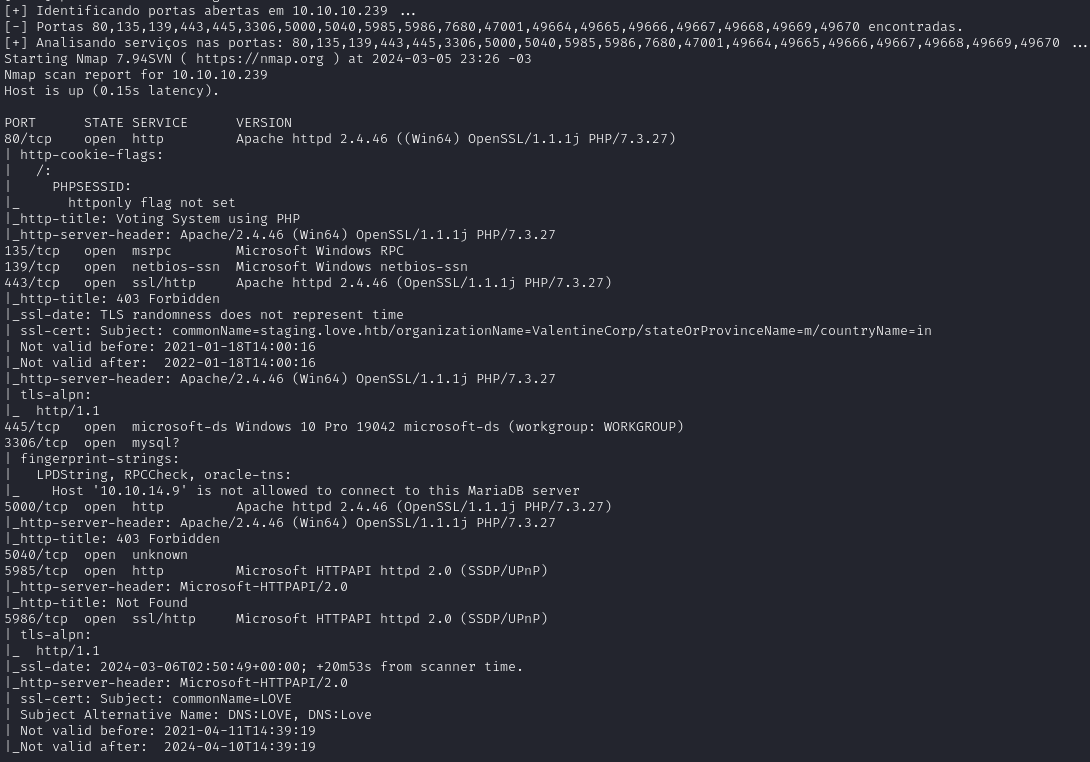 [+] Identificando portas abertas em 10.10.10.239 ...
[-] Portas 80,135,139,443,445,3306,5000,5040,5985,5986,7680,47001,49664,49665,49666,49667,49668,49669,49670 encontradas.
[+] Analisando serviços nas portas: 80,135,139,443,445,3306,5000,5040,5985,5986,7680,47001,49664,49665,49666,49667,49668,49669,49670 ...
Starting Nmap 7.94SVN ( https://nmap.org ) at 2024-03-05 23:26 -03
Nmap scan report for 10.10.10.239
Host is up (0.15s latency).
PORT      STATE SERVICE      VERSION
80/tcp    open  http         Apache httpd 2.4.46 ((Win64) OpenSSL/1.1.1j PHP/7.3.27)
| http-cookie-flags:
|   /:
|     PHPSESSID:
|_      httponly flag not set
|_http-title: Voting System using PHP
|_http-server-header: Apache/2.4.46 (Win64) OpenSSL/1.1.1j PHP/7.3.27
135/tcp   open  msrpc        Microsoft Windows RPC
139/tcp   open  netbios-ssn  Microsoft Windows netbios-ssn
443/tcp   open  ssl/http     Apache httpd 2.4.46 (OpenSSL/1.1.1j PHP/7.3.27)
|_http-title: 403 Forbidden
|_ssl-date: TLS randomness does not represent time
| ssl-cert: Subject: commonName=staging.love.htb/organizationName=ValentineCorp/stateOrProvinceName=m/countryName=in
| Not valid before: 2021-01-18T14:00:16
|_Not valid after:  2022-01-18T14:00:16
|_http-server-header: Apache/2.4.46 (Win64) OpenSSL/1.1.1j PHP/7.3.27
| tls-alpn:
|_  http/1.1
445/tcp   open  microsoft-ds Windows 10 Pro 19042 microsoft-ds (workgroup: WORKGROUP)
3306/tcp  open  mysql?
| fingerprint-strings:
|   LPDString, RPCCheck, oracle-tns:
|_    Host '10.10.14.9' is not allowed to connect to this MariaDB server
5000/tcp  open  http         Apache httpd 2.4.46 (OpenSSL/1.1.1j PHP/7.3.27)
|_http-server-header: Apache/2.4.46 (Win64) OpenSSL/1.1.1j PHP/7.3.27
|_http-title: 403 Forbidden
5040/tcp  open  unknown
5985/tcp  open  http         Microsoft HTTPAPI httpd 2.0 (SSDP/UPnP)
|_http-server-header: Microsoft-HTTPAPI/2.0
|_http-title: Not Found
5986/tcp  open  ssl/http     Microsoft HTTPAPI httpd 2.0 (SSDP/UPnP)
| tls-alpn:
|_  http/1.1
|_ssl-date: 2024-03-06T02:50:49+00:00; +20m53s from scanner time.
|_http-server-header: Microsoft-HTTPAPI/2.0
| ssl-cert: Subject: commonName=LOVE
| Subject Alternative Name: DNS:LOVE, DNS:Love
| Not valid before: 2021-04-11T14:39:19
|_Not valid after:  2024-04-10T14:39:19